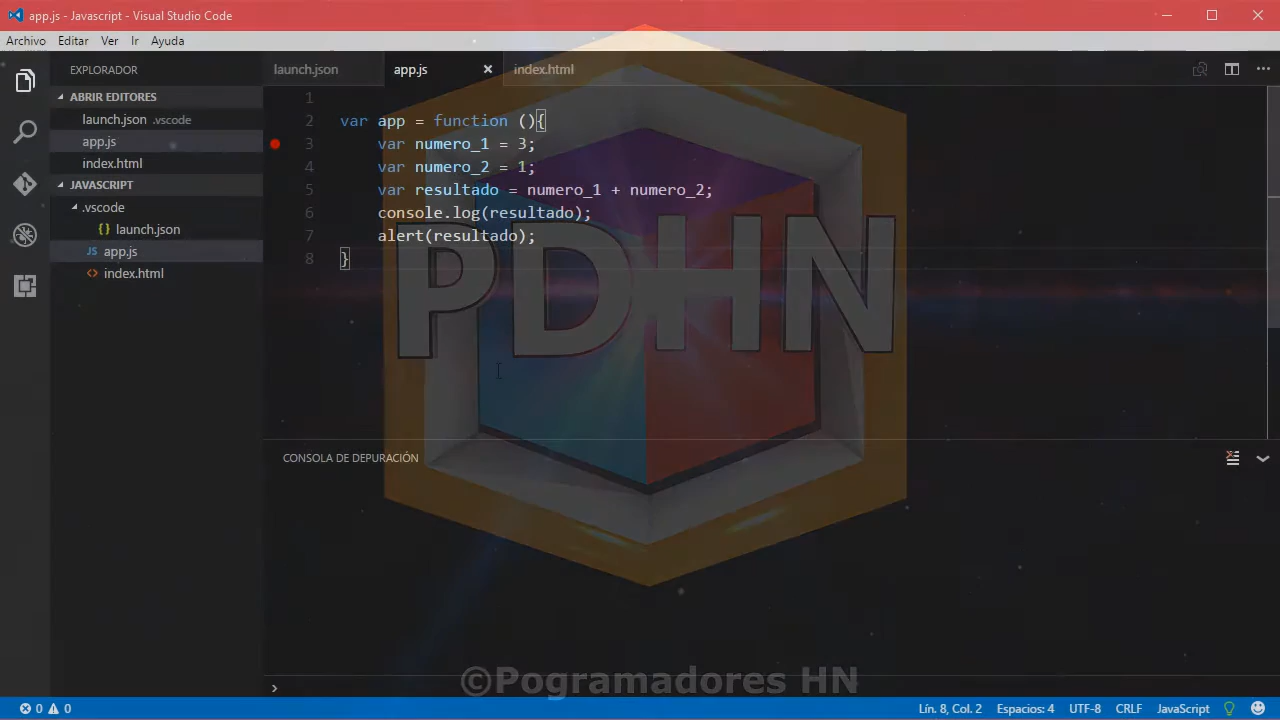 app.js - Javascript - Visual Studio Code
Archivo Editar Ver Ir Ayuda
EXPLORADOR
ABRIR EDITORES
launch.json .vscode
app.js
index.html
JAVASCRIPT
.vscode
{} launch.json
JS app.js
<> index.html
launch.json app.js × index.html
1
2 var app = function (){
3 var numero_1 = 3;
4 var numero_2 = 1;
5 var resultado = numero_1 + numero_2;
6 console.log(resultado);
7 alert(resultado);
8 }
PDHN
CONSOLA DE DEPURACIÓN
©Pogramadores HN
0 0 Lín. 8, Col. 2 Espacios: 4 UTF-8 CRLF JavaScript